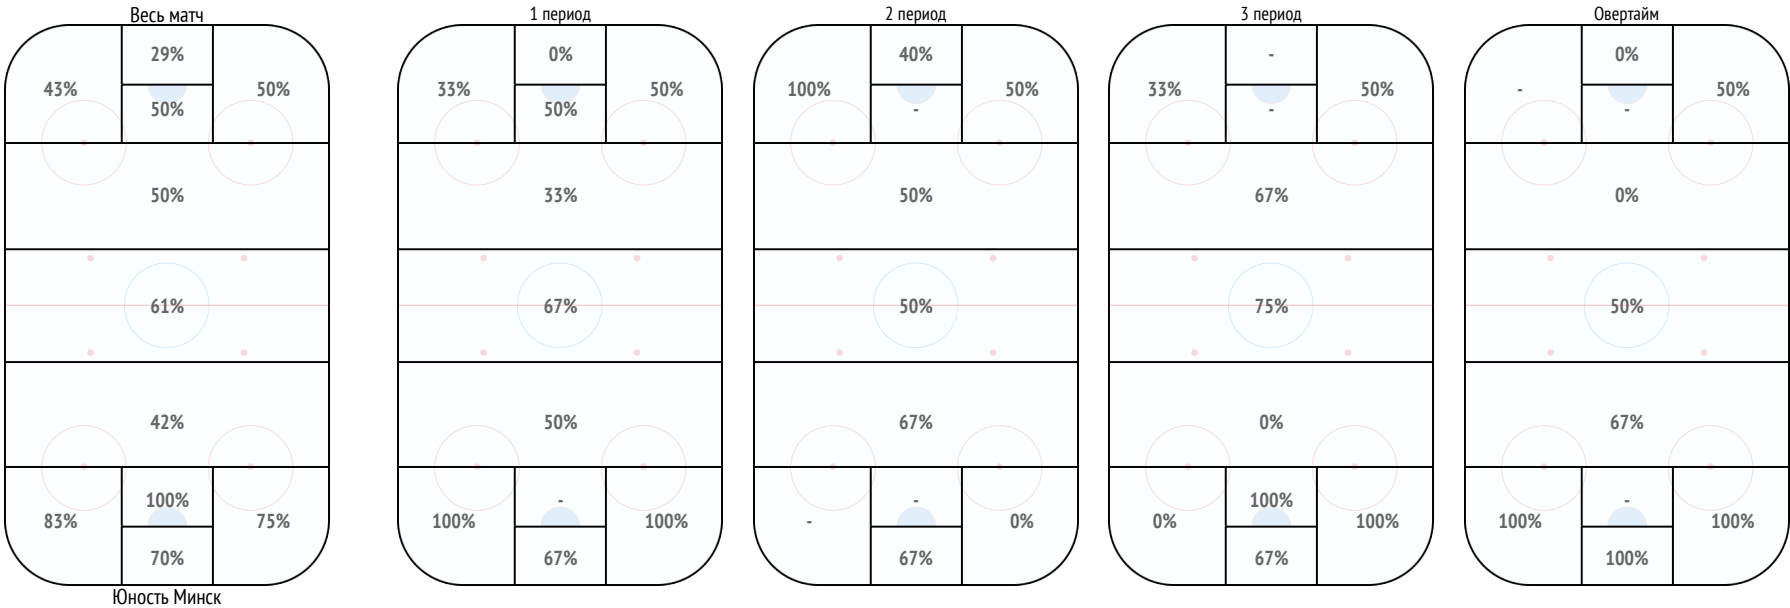 Весь матч 1 период 2 период 3 период Овертайм
29% 0% 40% - 0%
43% 50% 33% 50% 100% 50% 33% 50% - 50%
50% 50% - - -
50% 33% 50% 67% 0%
61% 67% 50% 75% 50%
42% 50% 67% 0% 67%
100% - - 100% -
83% 75% 100% 100% - 0% 0% 100% 100% 100%
70% 67% 67% 67% 100%
Юность Минск